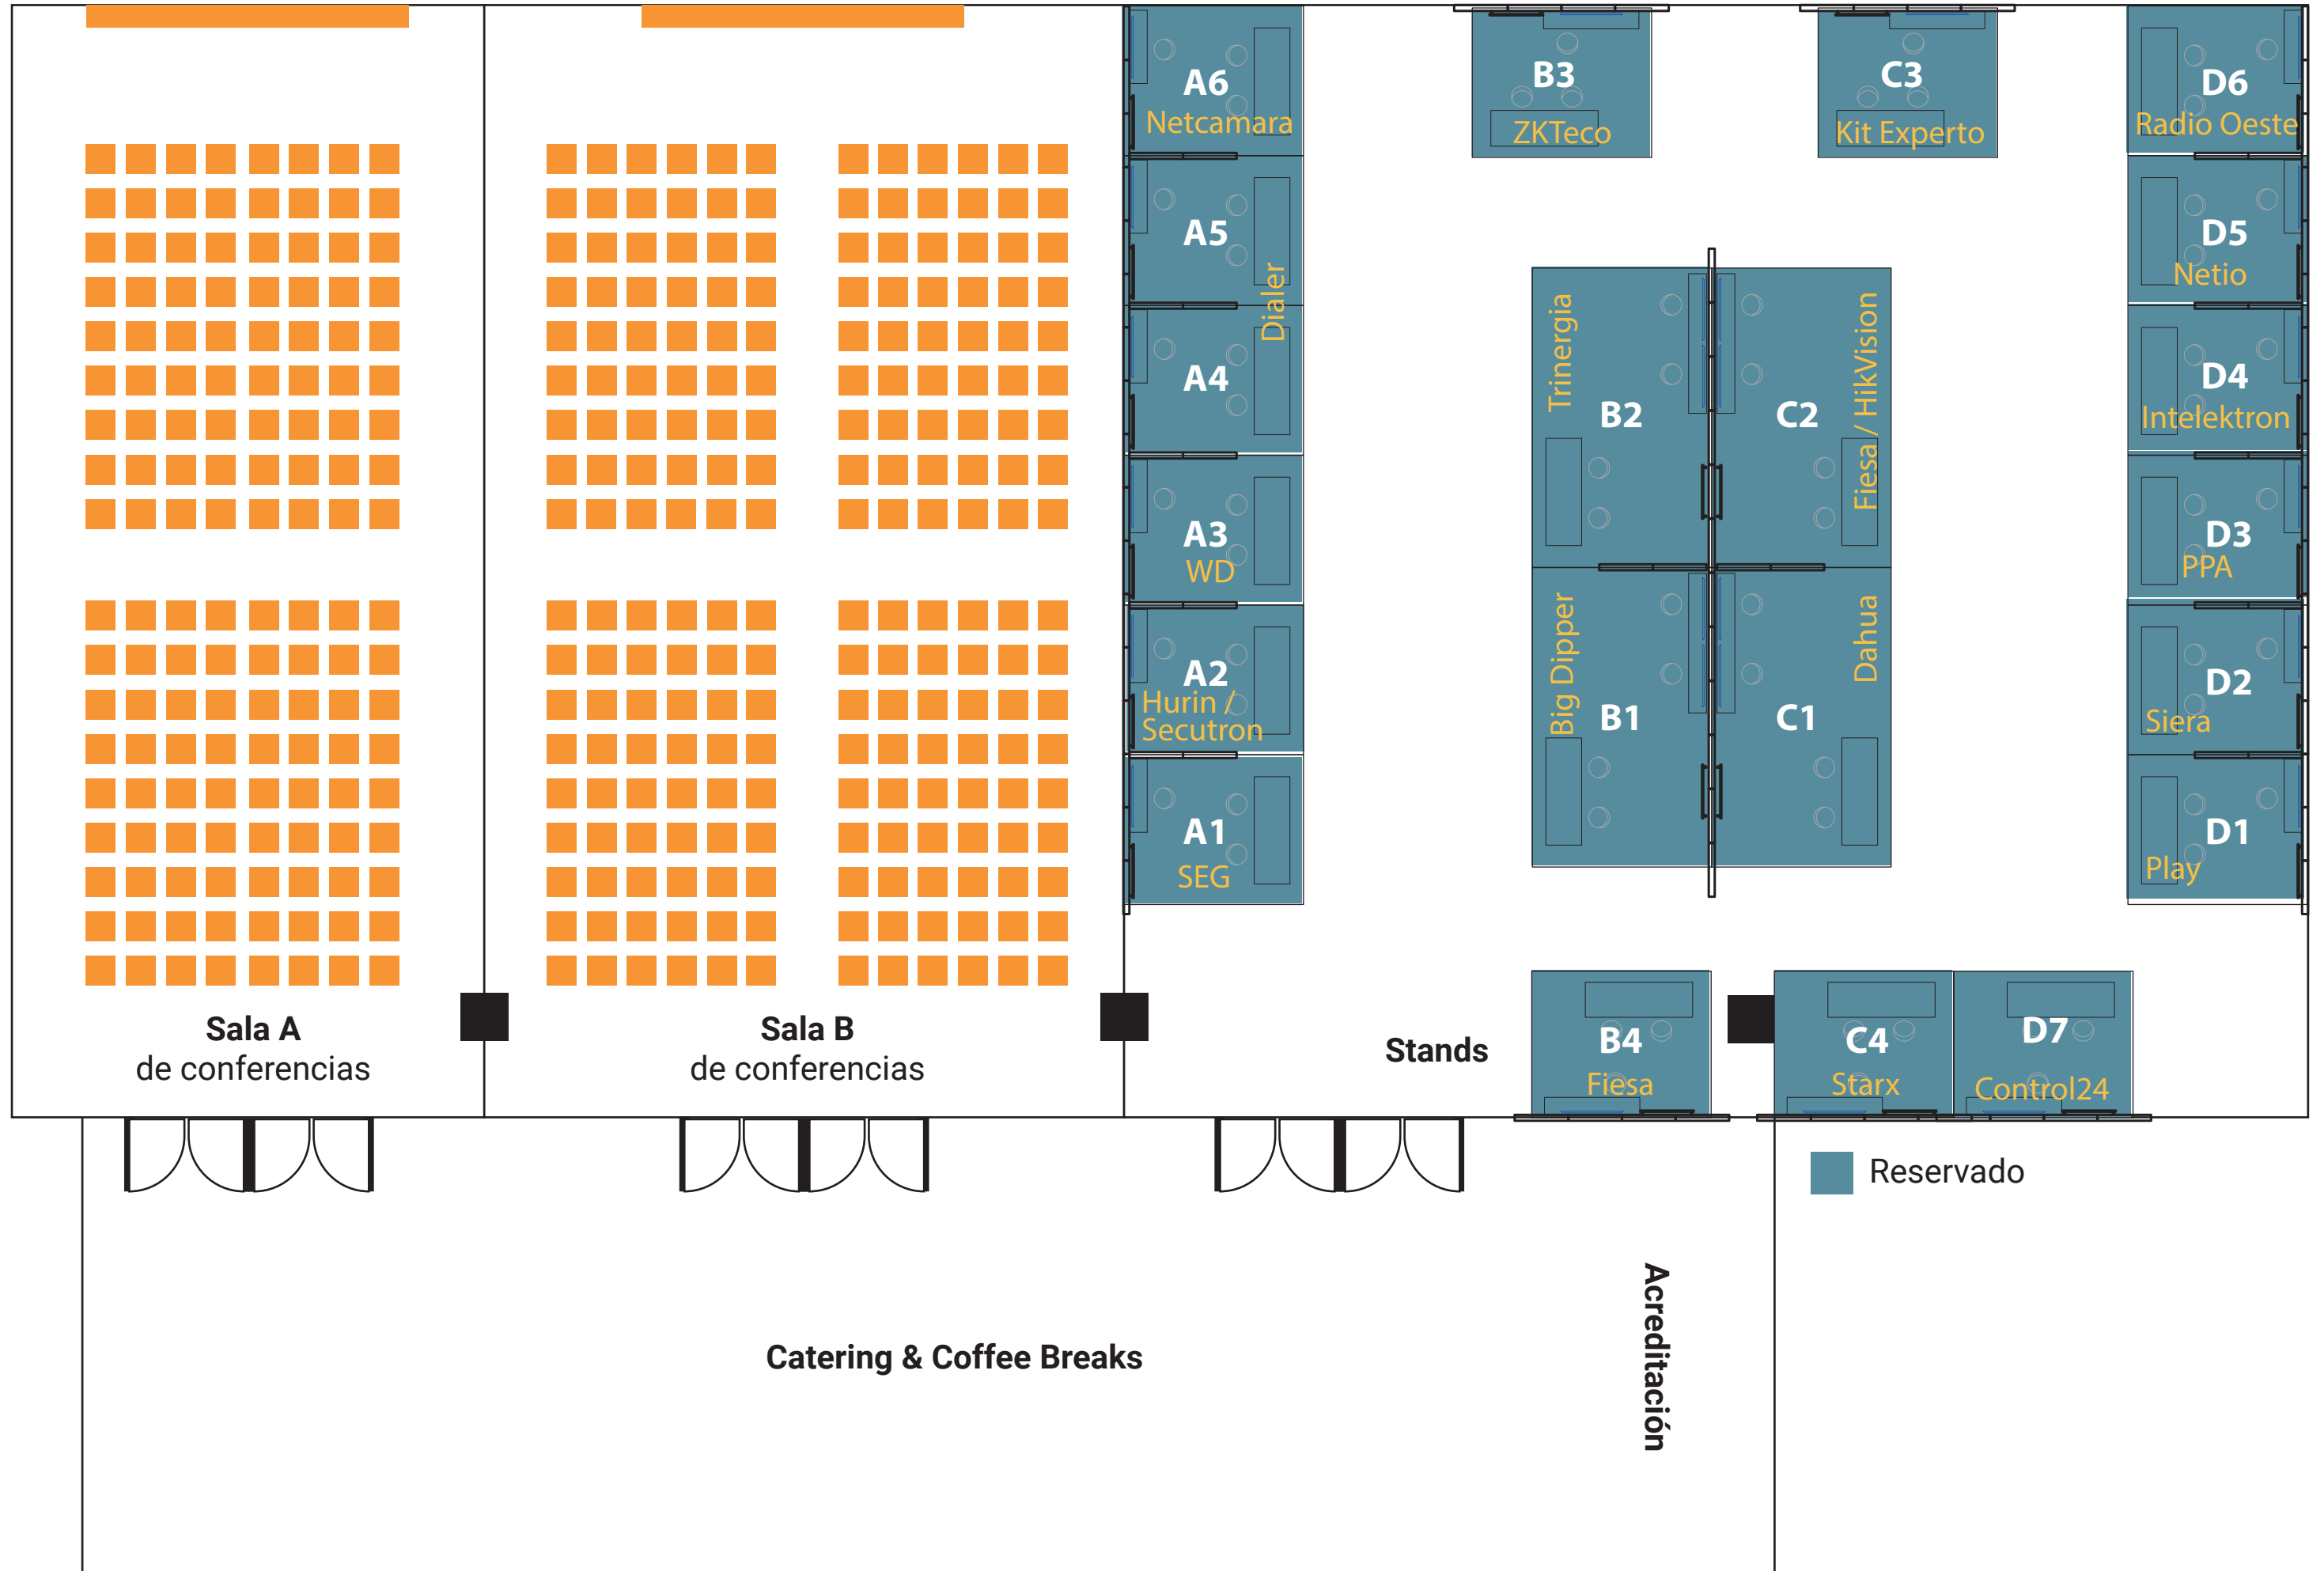 A6
Netcamara
A5
Dialer
A4
A3
WD
A2
Hurin /
Secutron
A1
SEG
B3
ZKTeco
C3
Kit Experto
Trinergia
B2
C2
Fiesa / HikVision
Big Dipper
B1
C1
Dahua
D6
Radio Oeste
D5
Netio
D4
Intelektron
D3
PPA
D2
Siera
D1
Play
Sala A
de conferencias
Sala B
de conferencias
Stands
B4
Fiesa
C4
Starx
D7
Control24
Reservado
Acreditación
Catering & Coffee Breaks